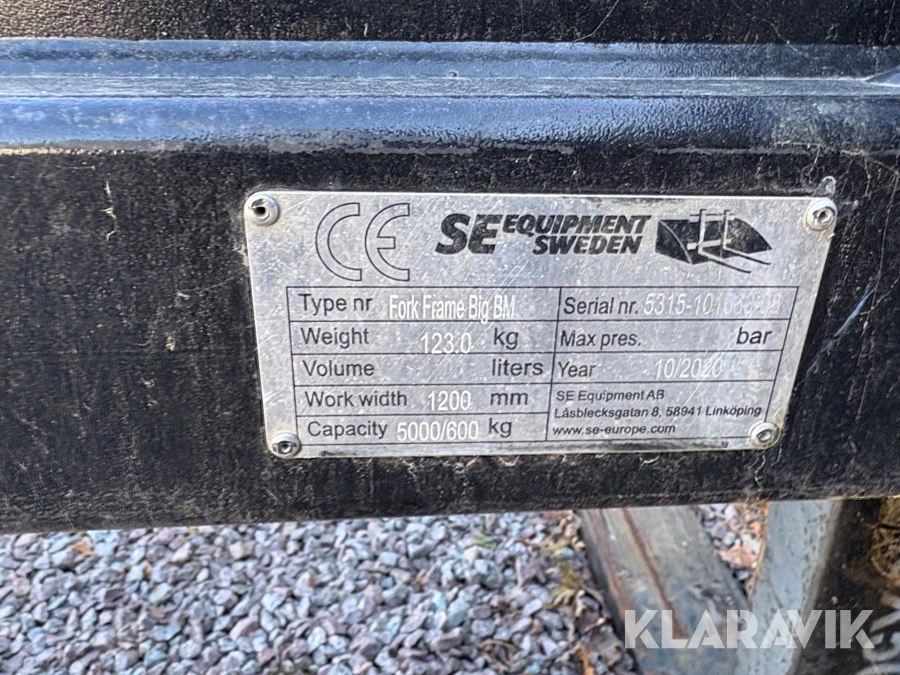 CE SE EQUIPMENT SWEDEN
Type nr Fork Frame Big BM Serial nr.
Weight 123.0 kg Max pres. bar
Volume liters Year 10/2020
Work width 1200 mm SE Equipment AB
Låsblecksgatan 8, 58941 Linköping
Capacity 5000/600 kg www.se-europe.com
KLARAVIK